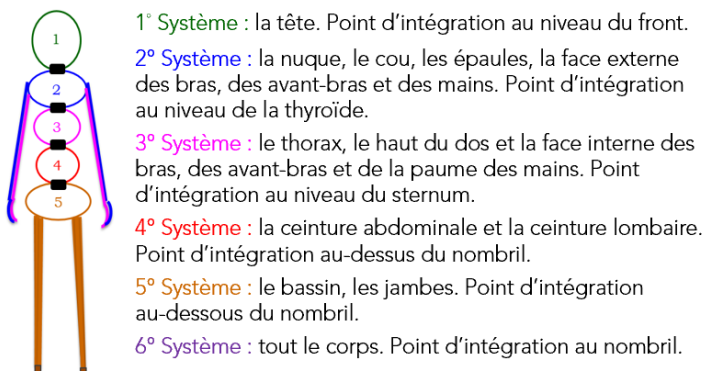 1
2
3
4
5
1° Système : la tête. Point d’intégration au niveau du front.
2° Système : la nuque, le cou, les épaules, la face externe
des bras, des avant-bras et des mains. Point d’intégration
au niveau de la thyroïde.
3° Système : le thorax, le haut du dos et la face interne des
bras, des avant-bras et de la paume des mains. Point
d’intégration au niveau du sternum.
4° Système : la ceinture abdominale et la ceinture lombaire.
Point d’intégration au-dessus du nombril.
5° Système : le bassin, les jambes. Point d’intégration
au-dessous du nombril.
6° Système : tout le corps. Point d’intégration au nombril.